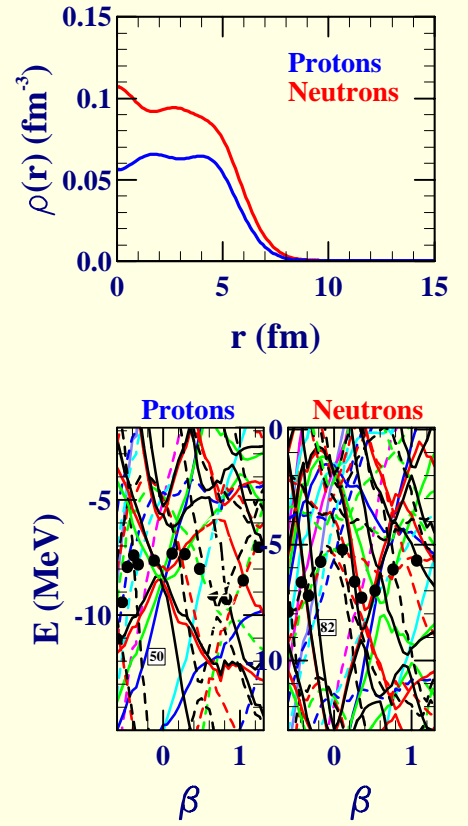 0.15
0.1
0.05
0.0
ρ(r) (fm⁻³)
Protons
Neutrons
0 5 10 15
r (fm)
Protons Neutrons
0
-5
-10
-5
-10
E (MeV)
50
82
0 1 0 1
β β